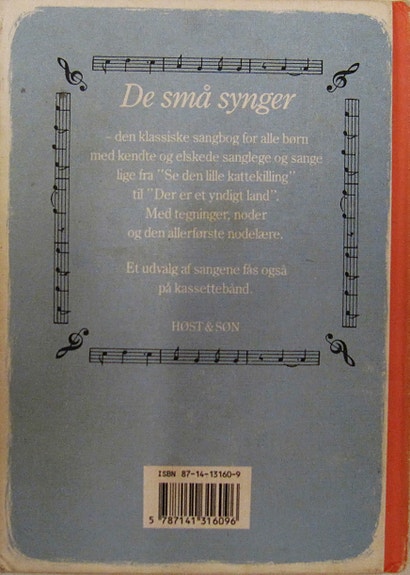 De små synger
– den klassiske sangbog for alle børn
med kendte og elskede sanglege og sange
lige fra "Se den lille kattekilling"
til "Der er et yndigt land".
Med tegninger, noder
og den allerførste nodelære.
Et udvalg af sangene fås også
på kassettebånd.
HØST & SØN
ISBN 87-14-13160-9
5 787141 316096